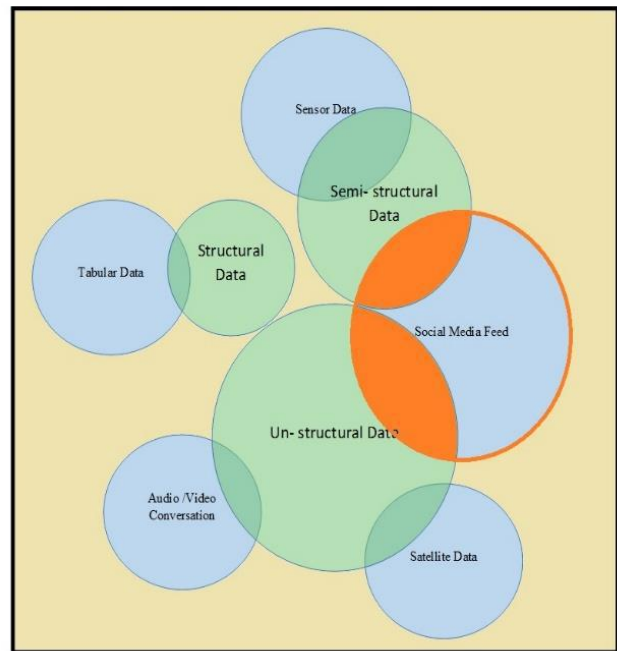 Sensor Data
Semi- structural
Data
Structural
Data
Tabular Data
Social Media Feed
Un- structural Data
Audio /Video
Conversation
Satellite Data